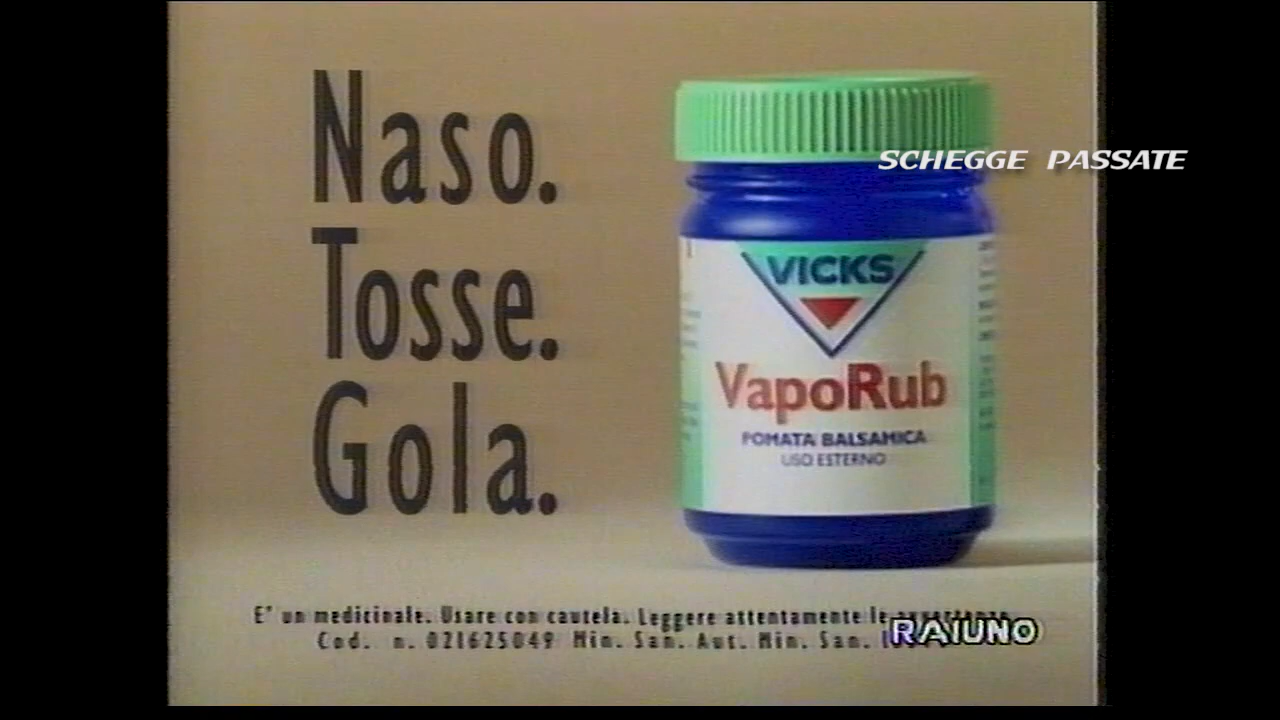 Naso.
Tosse.
Gola.
SCHEGGE PASSATE
VICKS
VapoRub
POMATA BALSAMICA
USO ESTERNO
E' un medicinale. Usare con cautela. Leggere attentamente le avvertenze
Cod. n. 021625049 Min. San. Aut. Min. San.
RAIUNO